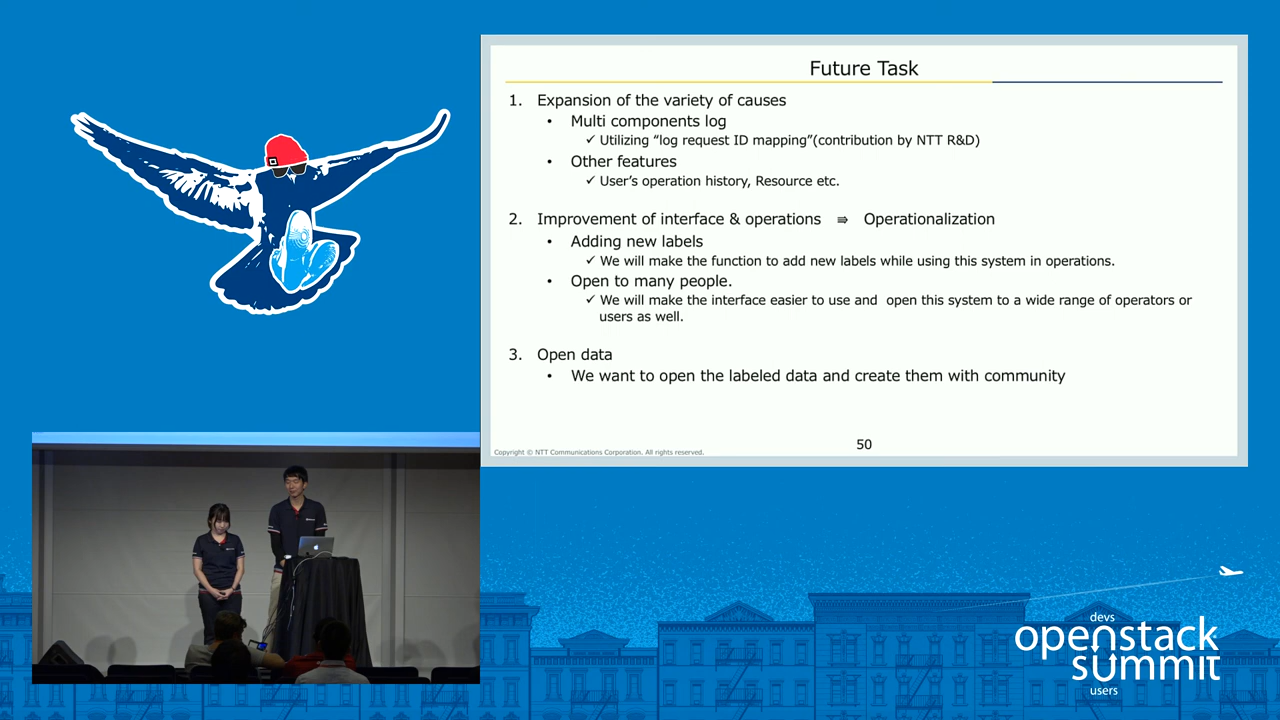 Future Task
1. Expansion of the variety of causes
• Multi components log
✓ Utilizing “log request ID mapping”(contribution by NTT R&D)
• Other features
✓ User’s operation history, Resource etc.
2. Improvement of interface & operations ⇛ Operationalization
• Adding new labels
✓ We will make the function to add new labels while using this system in operations.
• Open to many people.
✓ We will make the interface easier to use and open this system to a wide range of operators or
users as well.
3. Open data
• We want to open the labeled data and create them with community
50
Copyright © NTT Communications Corporation. All rights reserved.
devs
openstack
summit
users